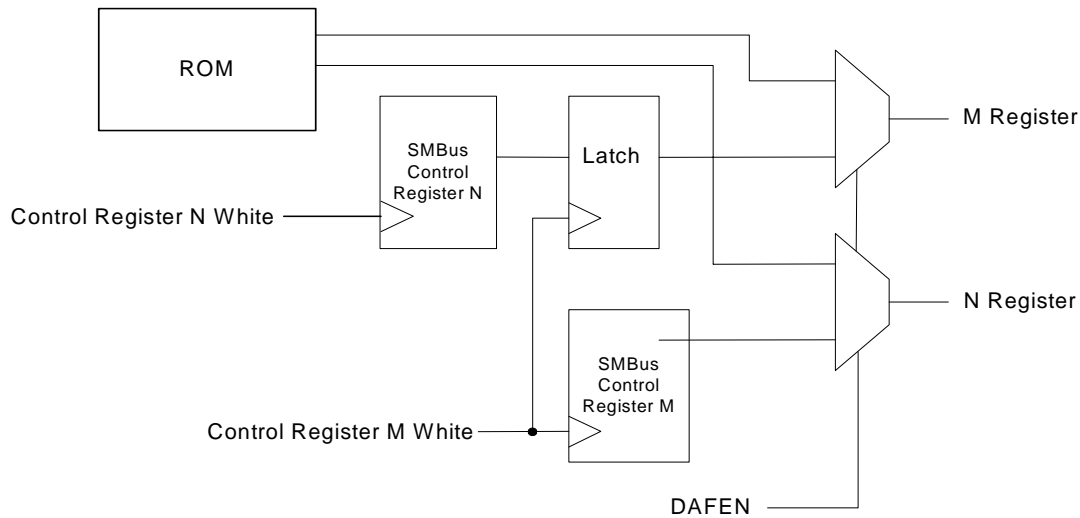 ROM
M Register
SMBus
Control
Register N
Latch
Control Register N White
N Register
SMBus
Control
Register M
Control Register M White
DAFEN